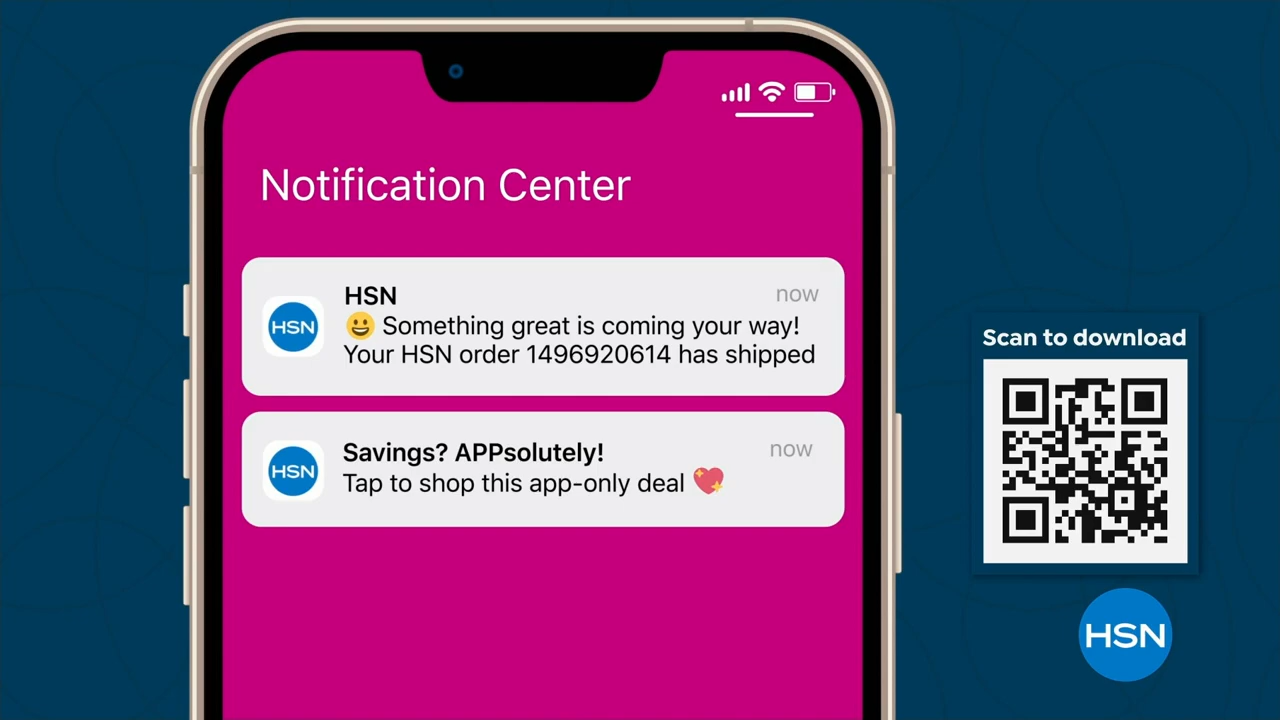 Notification Center
HSN
now
HSN
😀 Something great is coming your way!
Your HSN order 1496920614 has shipped
Savings? APPsolutely!
now
HSN
Tap to shop this app-only deal 💖
Scan to download
HSN